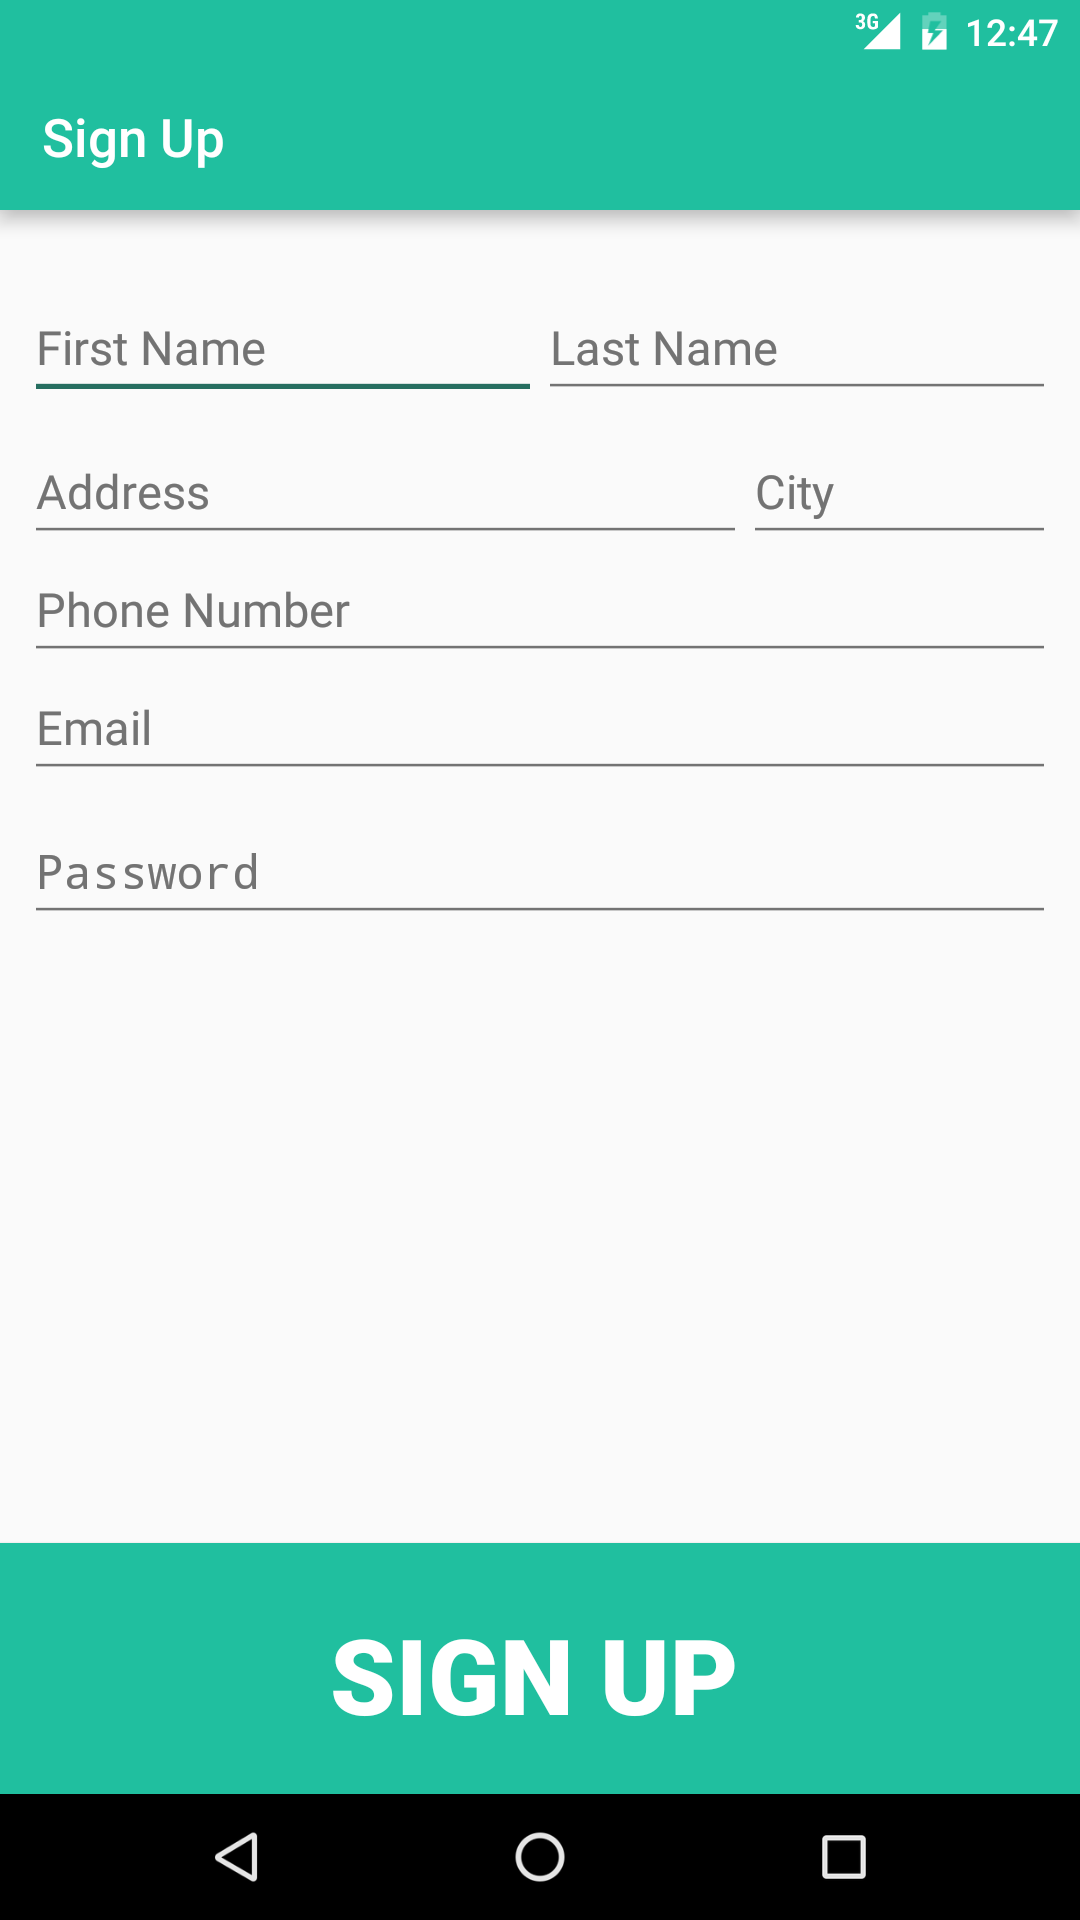 3G 12:47
Sign Up
First Name Last Name
Address City
Phone Number
Email
Password
SIGN UP